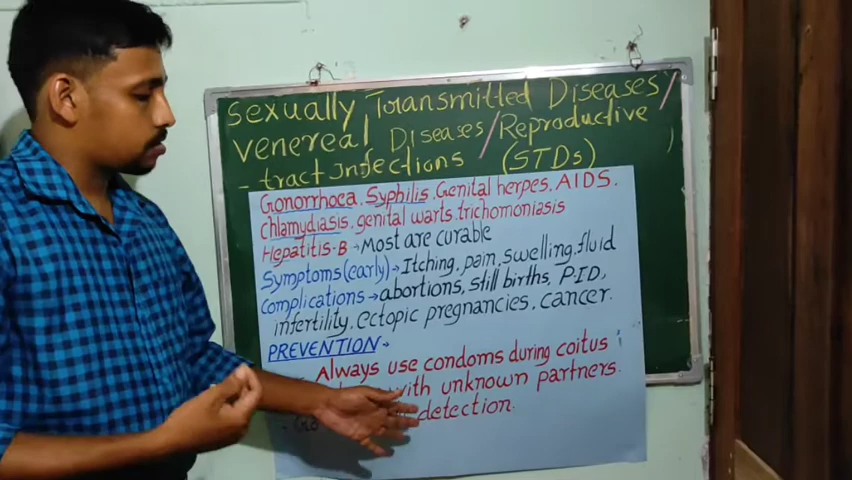 Sexually Transmitted Diseases/
venereal Diseases/Reproductive
-tract Infections (STDs)
Gonorrhoea, Syphilis, Genital herpes, AIDS.
Chlamydiasis, genital warts, trichomoniasis
Hepatitis-B → Most are curable
Symptoms (early) → Itching, pain, swelling, fluid
Complications → abortions, still births, P.I.D,
infertility, ectopic pregnancies, cancer.
PREVENTION →
Always use condoms during coitus
with unknown partners.
detection.